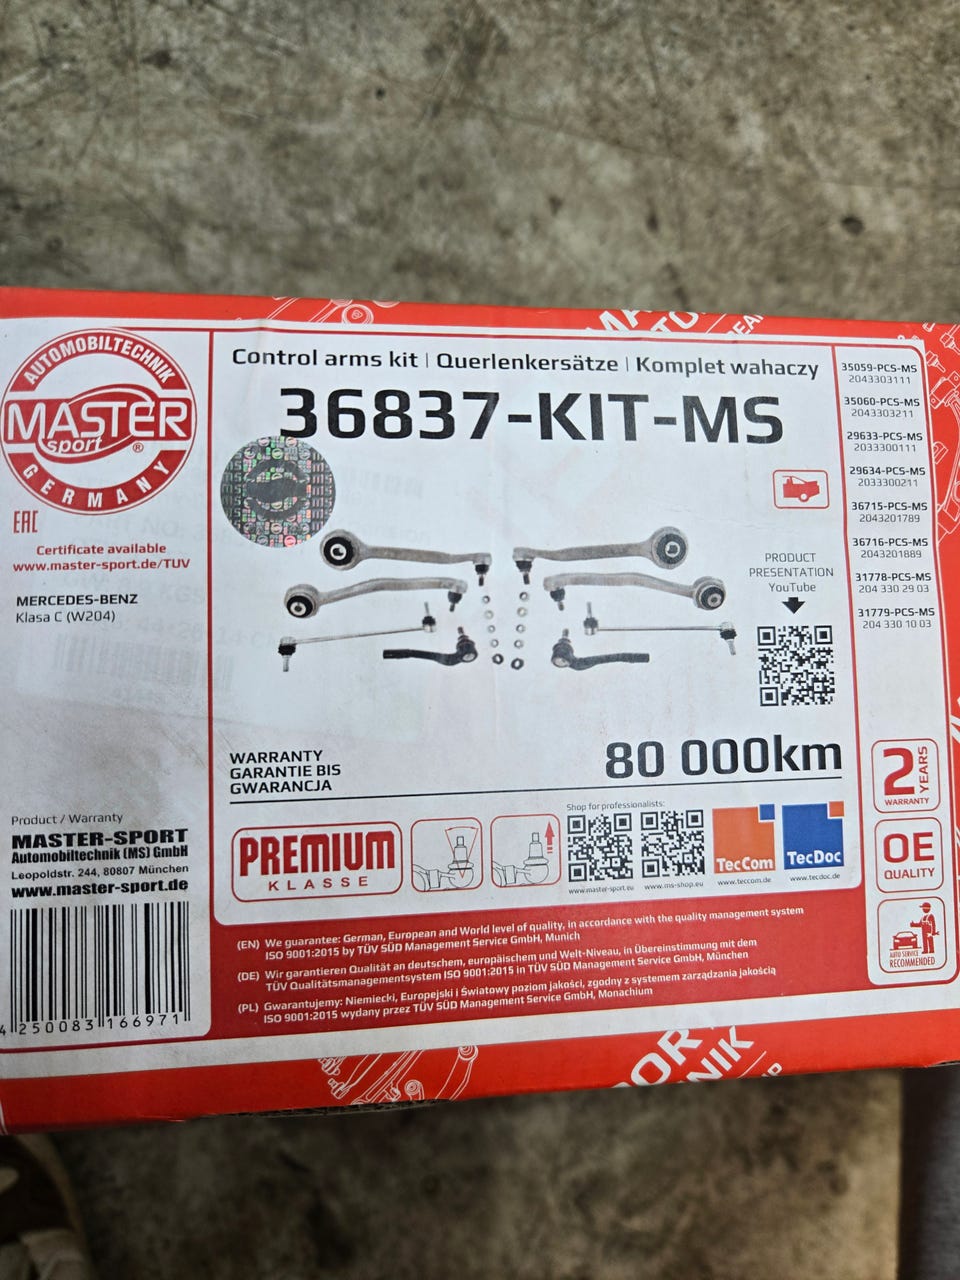 AUTOMOBILTECHNIK
MASTER
sport
®
GERMANY
EAC
Certificate available
www.master-sport.de/TUV
MERCEDES-BENZ
Klasa C (W204)
Product / Warranty
MASTER-SPORT
Automobiltechnik (MS) GmbH
Leopoldstr. 244, 80807 München
www.master-sport.de
4 250083 166971
Control arms kit | Querlenkersätze | Komplet wahaczy
36837-KIT-MS
PRODUCT
PRESENTATION
YouTube
WARRANTY
GARANTIE BIS
GWARANCJA
80 000km
PREMIUM
KLASSE
Shop for professionalists:
www.master-sport.eu
www.ms-shop.eu
TecCom
www.teccom.de
TecDoc
www.tecdoc.de
35059-PCS-MS
2043303111
35060-PCS-MS
2043303211
29633-PCS-MS
2033300111
29634-PCS-MS
2033300211
36715-PCS-MS
2043201789
36716-PCS-MS
2043201889
31778-PCS-MS
204 330 29 03
31779-PCS-MS
204 330 10 03
2 YEARS
WARRANTY
OE
QUALITY
AUTO SERVICE
RECOMMENDED
(EN) We guarantee: German, European and World level of quality, in accordance with the quality management system
ISO 9001:2015 by TÜV SÜD Management Service GmbH, Munich
(DE) Wir garantieren Qualität an deutschem, europäischem und Welt-Niveau, in Übereinstimmung mit dem
TÜV Qualitätsmanagementsystem ISO 9001:2015 in TÜV SÜD Management Service GmbH, München
(PL) Gwarantujemy: Niemiecki, Europejski i Światowy poziom jakości, zgodny z systemem zarządzania jakością
ISO 9001:2015 wydany przez TÜV SÜD Management Service GmbH, Monachium